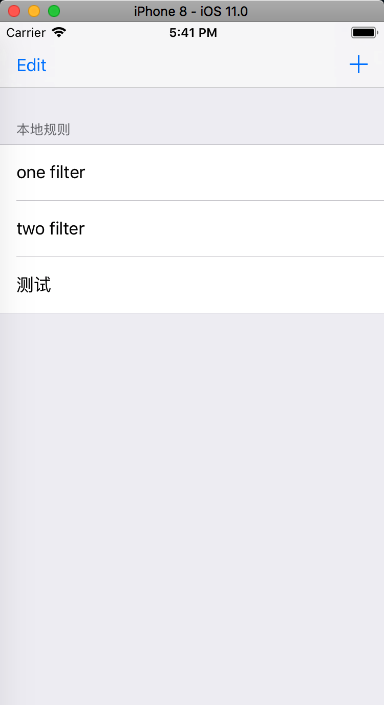 iPhone 8 - iOS 11.0
Carrier 5:41 PM
Edit
本地规则
one filter
two filter
测试